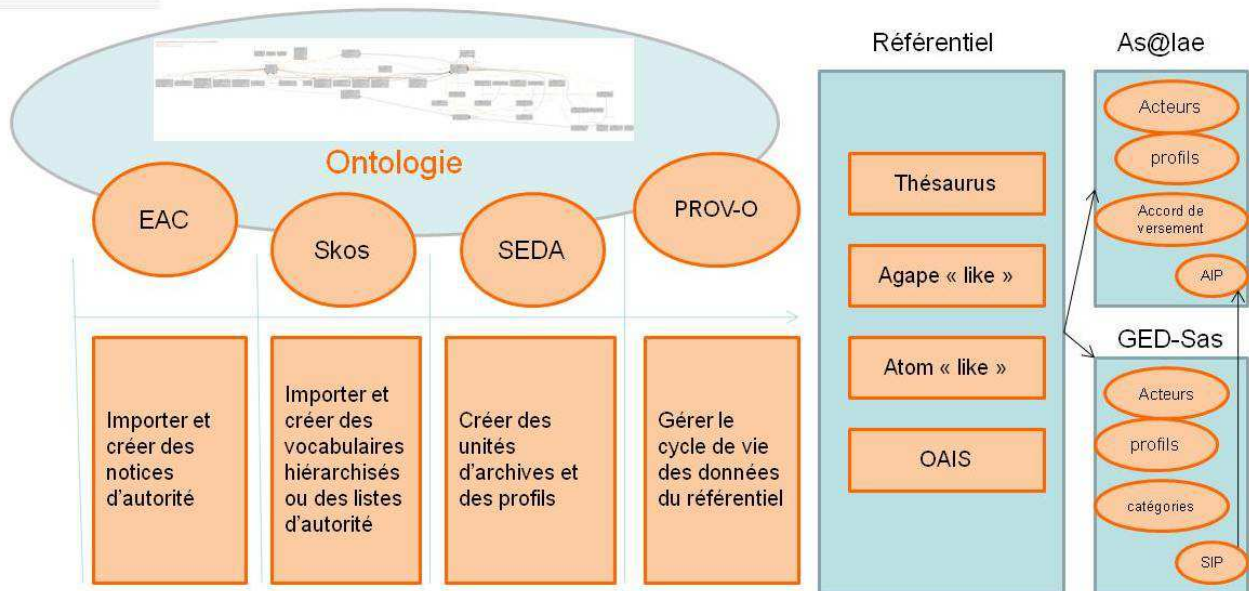 Ontologie
EAC
Skos
SEDA
PROV-O
Importer et
créer des
notices
d'autorité
Importer et
créer des
vocabulaires
hiérarchisés
ou des listes
d'autorité
Créer des
unités
d'archives et
des profils
Gérer le
cycle de vie
des données
du référentiel
Référentiel
Thésaurus
Agape « like »
Atom « like »
OAIS
As@lae
Acteurs
profils
Accord de
versement
AIP
GED-Sas
Acteurs
profils
catégories
SIP